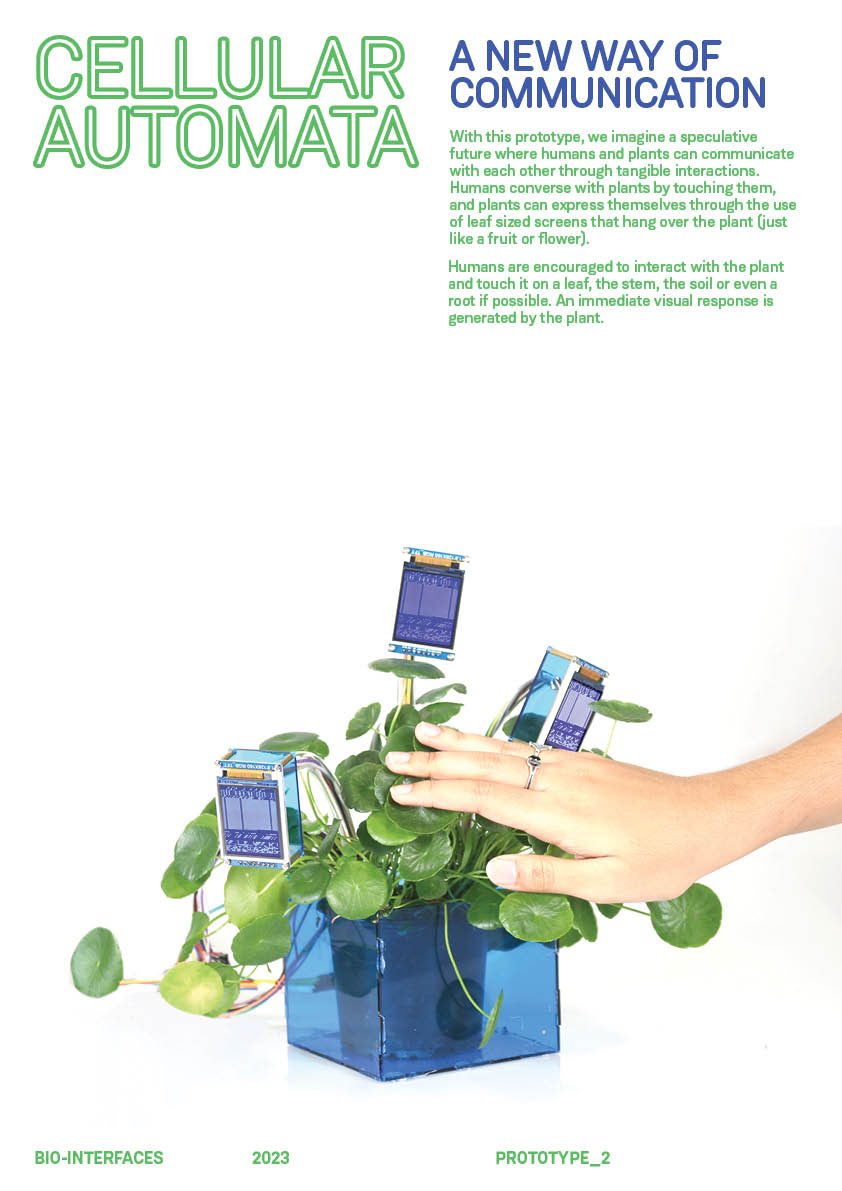 CELLULAR
AUTOMATA
A NEW WAY OF
COMMUNICATION
With this prototype, we imagine a speculative
future where humans and plants can communicate
with each other through tangible interactions.
Humans converse with plants by touching them,
and plants can express themselves through the use
of leaf sized screens that hang over the plant (just
like a fruit or flower).
Humans are encouraged to interact with the plant
and touch it on a leaf, the stem, the soil or even a
root if possible. An immediate visual response is
generated by the plant.
BIO-INTERFACES
2023
PROTOTYPE_2